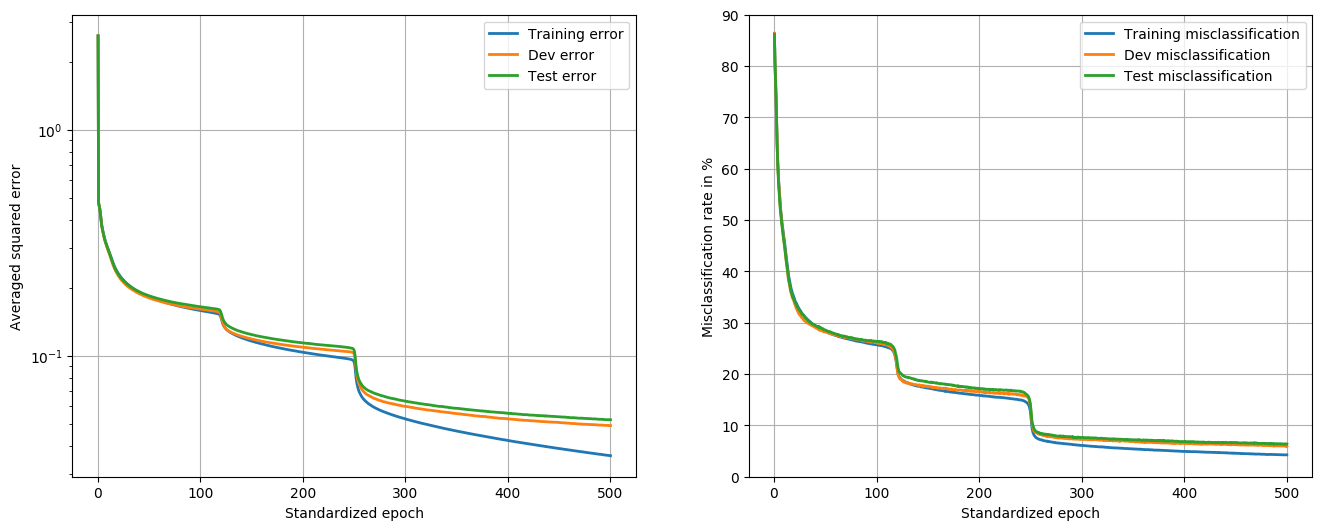 Training error
Dev error
Test error
10⁰
10⁻¹
Averaged squared error
0 100 200 300 400 500
Standardized epoch
Training misclassification
Dev misclassification
Test misclassification
90
80
70
60
50
40
30
20
10
0
Misclassification rate in %
0 100 200 300 400 500
Standardized epoch